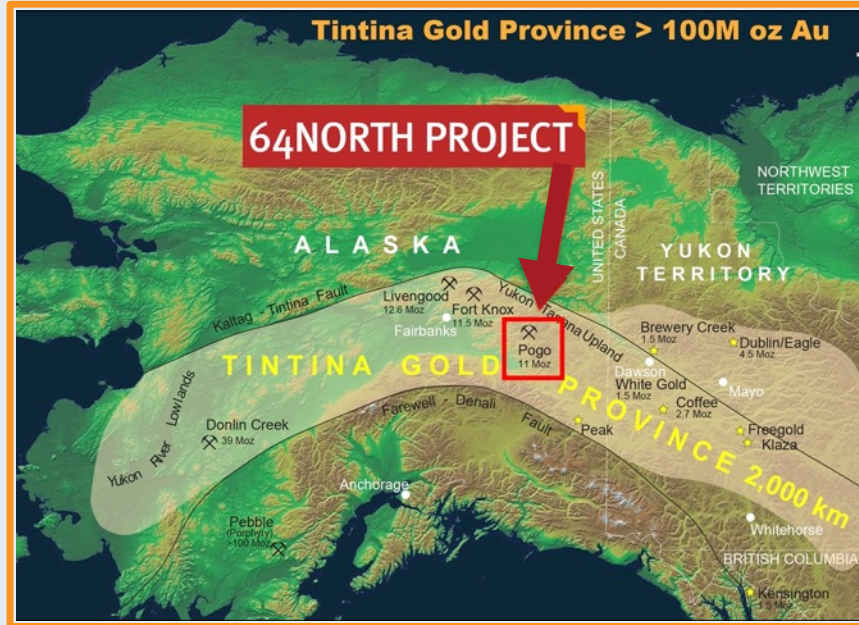 Tintina Gold Province > 100M oz Au
64NORTH PROJECT
NORTHWEST
TERRITORIES
UNITED STATES
CANADA
ALASKA
YUKON
TERRITORY
Kaltag - Tintina Fault
Livengood
12.6 Moz
Fort Knox
11.5 Moz
Fairbanks
Yukon - Tanana Upland
Pogo
11 Moz
Brewery Creek
1.5 Moz
Dublin/Eagle
4.5 Moz
Dawson
White Gold
1.5 Moz
Mayo
Coffee
2.7 Moz
TINTINA GOLD PROVINCE 2,000 km
Yukon River Lowlands
Donlin Creek
39 Moz
Farewell - Denali Fault
Peak
Freegold
Klaza
Anchorage
Pebble
(Porphyry)
>100 Moz
Whitehorse
BRITISH COLUMBIA
Kensington
1.5 Moz